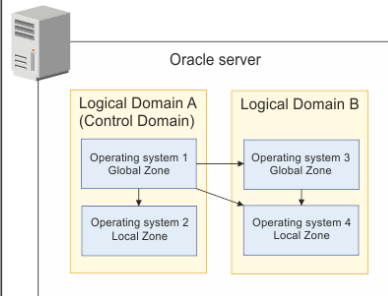 Oracle server
Logical Domain A
(Control Domain)
Operating system 1
Global Zone
Operating system 2
Local Zone
Logical Domain B
Operating system 3
Global Zone
Operating system 4
Local Zone